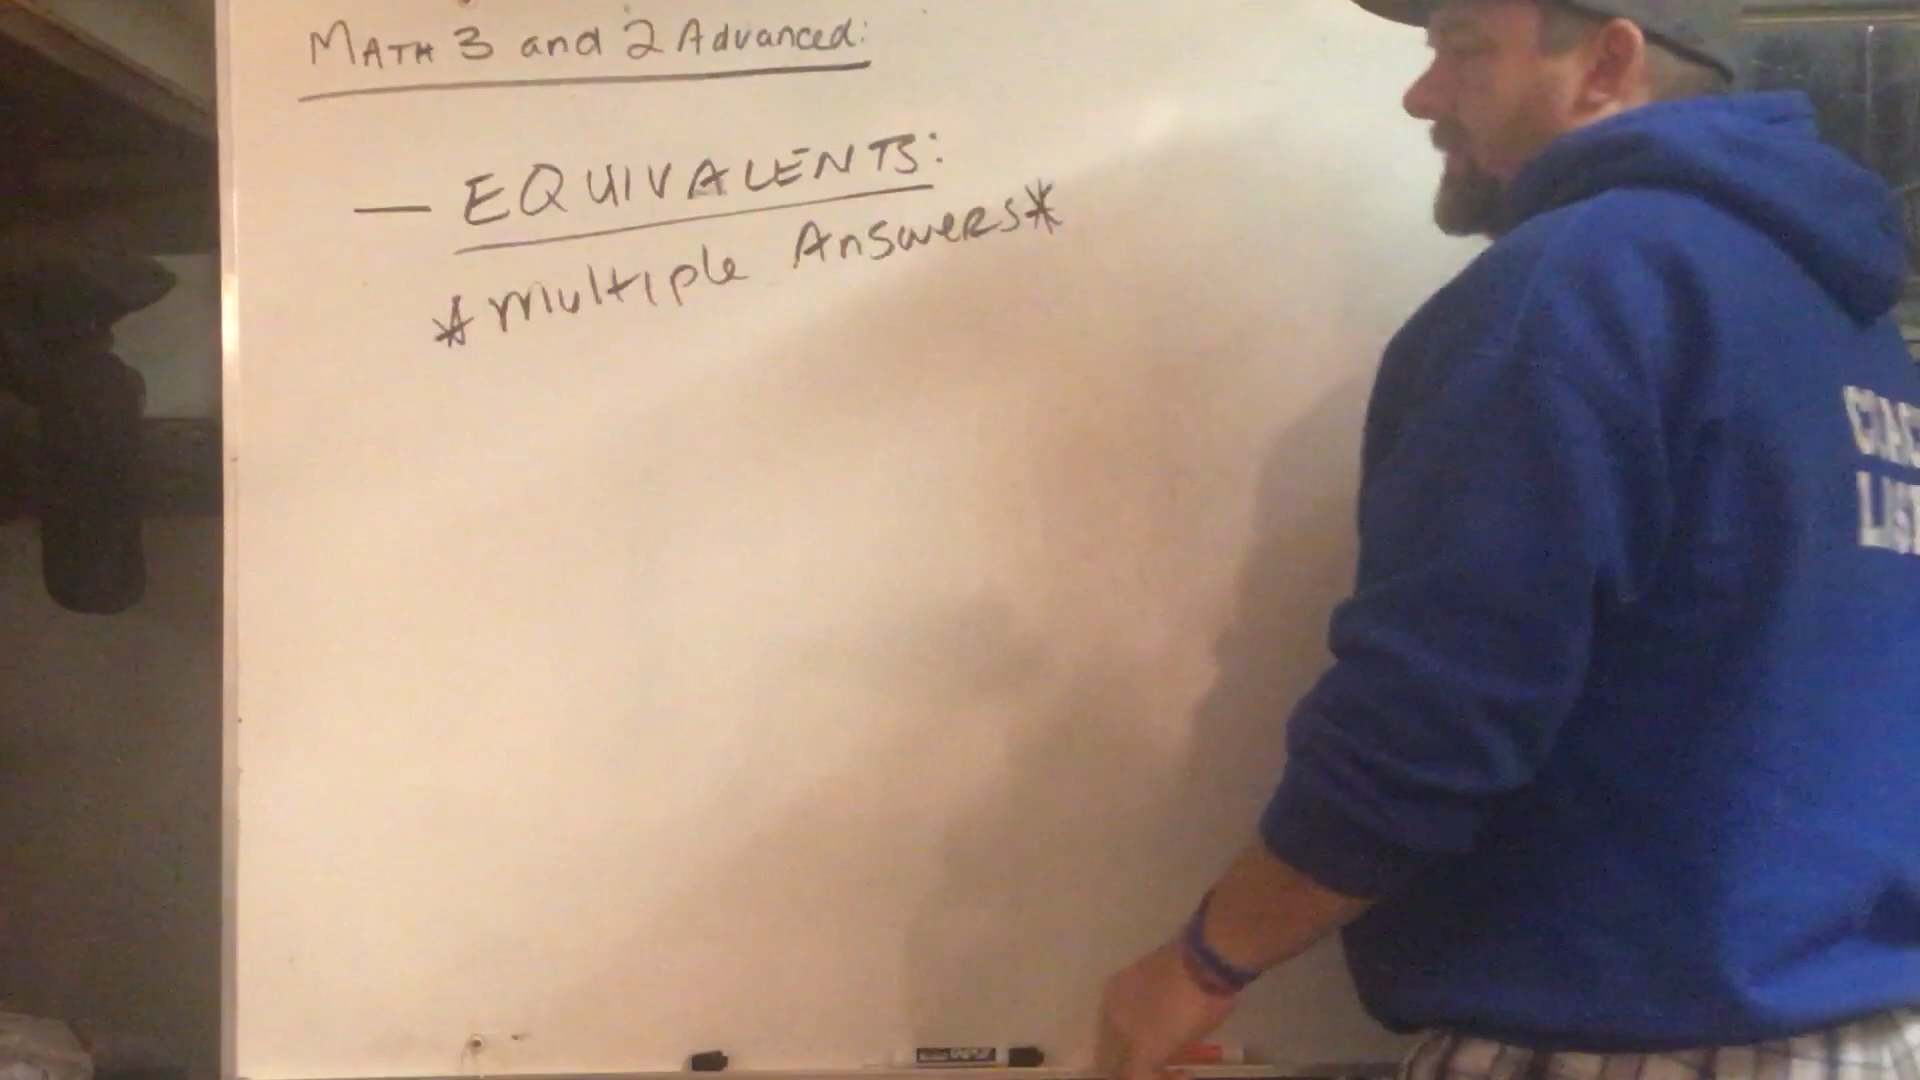 MATH 3 and 2 Advanced:
— EQUIVALENTS:
*multiple Answers*